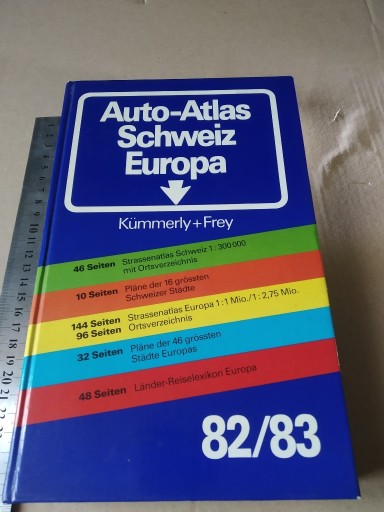 Auto-Atlas
Schweiz
Europa
Kümmerly+Frey
46 Seiten Strassenatlas Schweiz 1:300 000
mit Ortsverzeichnis
10 Seiten Pläne der 16 grössten
Schweizer Städte
144 Seiten Strassenatlas Europa 1:1 Mio./1:2,75 Mio.
96 Seiten Ortsverzeichnis
32 Seiten Pläne der 46 grössten
Städte Europas
48 Seiten Länder-Reiselexikon Europa
82/83